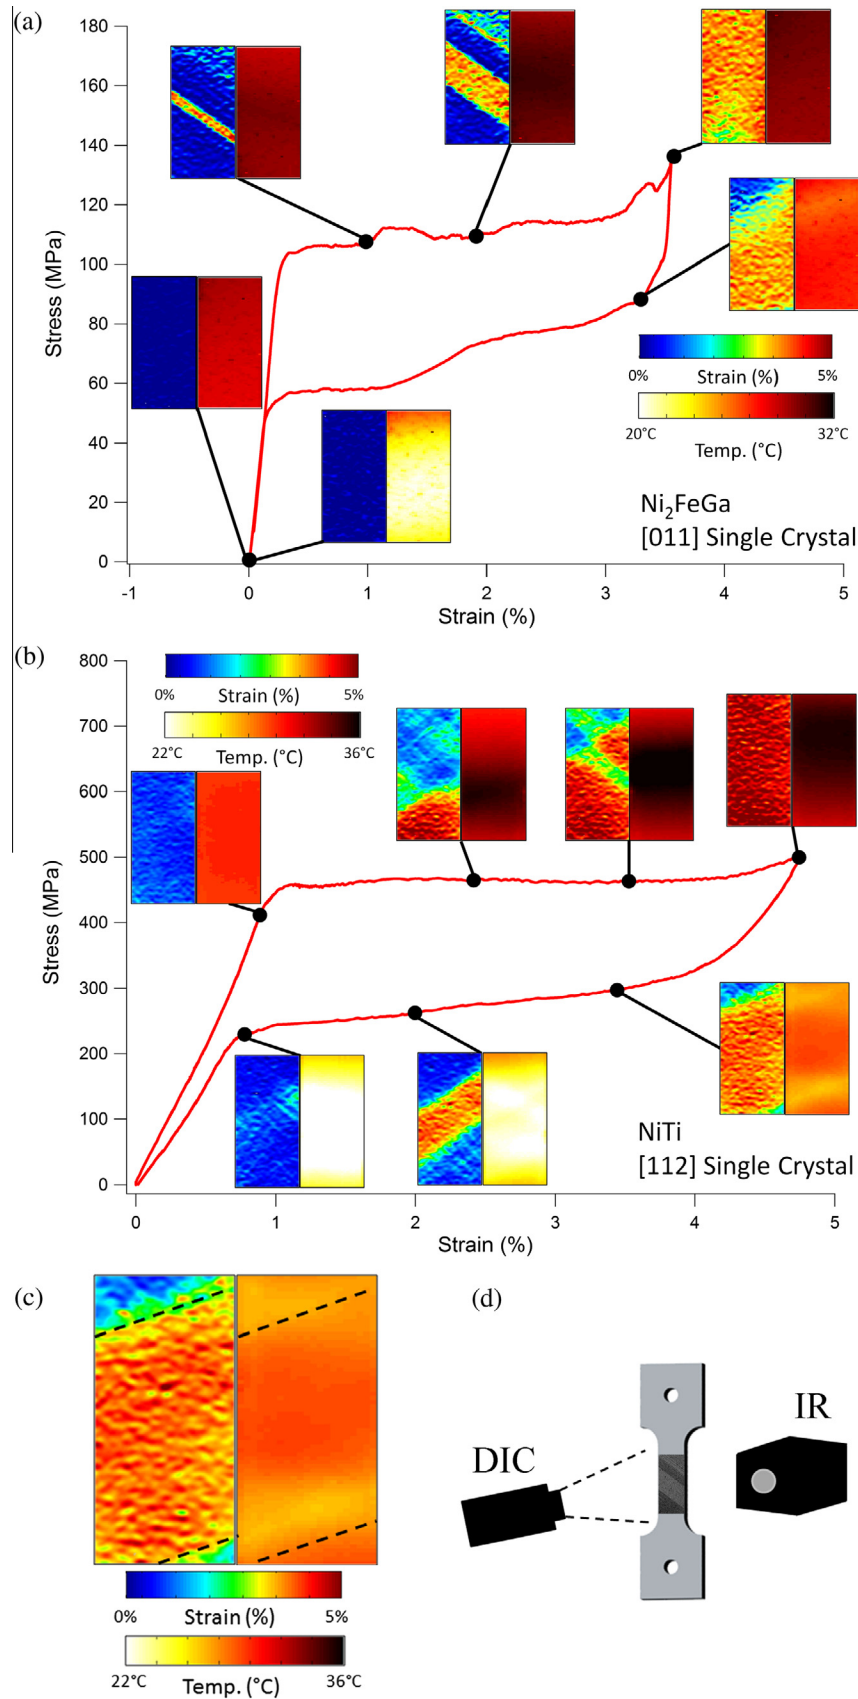 (a)
180
160
140
120
100
80
60
40
20
0
Stress (MPa)
-1
0
1
2
3
4
5
Strain (%)
0%
Strain (%)
5%
20°C
32°C
Temp. (°C)
Ni₂FeGa
[011] Single Crystal
(b)
800
700
600
500
400
300
200
100
0
Stress (MPa)
0
1
2
3
4
5
Strain (%)
0%
Strain (%)
5%
22°C
Temp. (°C)
36°C
NiTi
[112] Single Crystal
(c)
0%
Strain (%)
5%
22°C
Temp. (°C)
36°C
(d)
DIC
IR